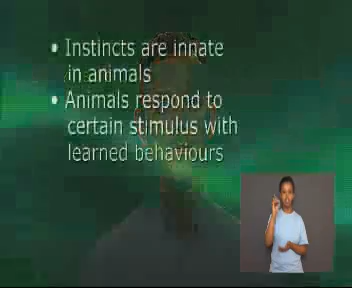 • Instincts are innate
in animals
• Animals respond to
certain stimulus with
learned behaviours